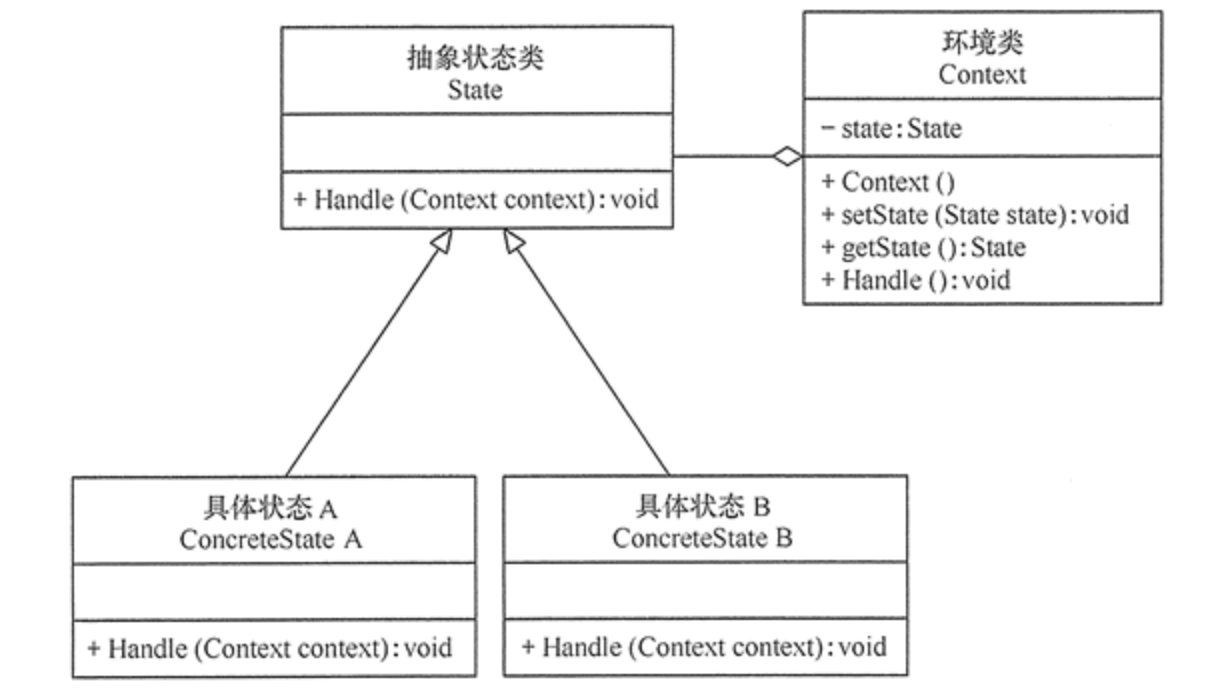 抽象状态类
State
+ Handle (Context context):void
环境类
Context
- state:State
+ Context ()
+ setState (State state):void
+ getState ():State
+ Handle ():void
具体状态 A
ConcreteState A
+ Handle (Context context):void
具体状态 B
ConcreteState B
+ Handle (Context context):void